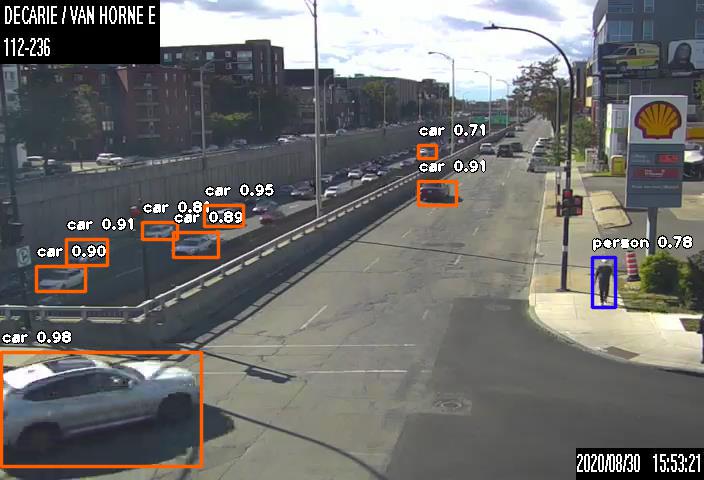 DECARIE / VAN HORNE E
112-236
car 0.71
car 0.91
car 0.95
car 0.81
car 0.89
car 0.91
car 0.90
person 0.78
car 0.98
2020/08/30 15:53:21